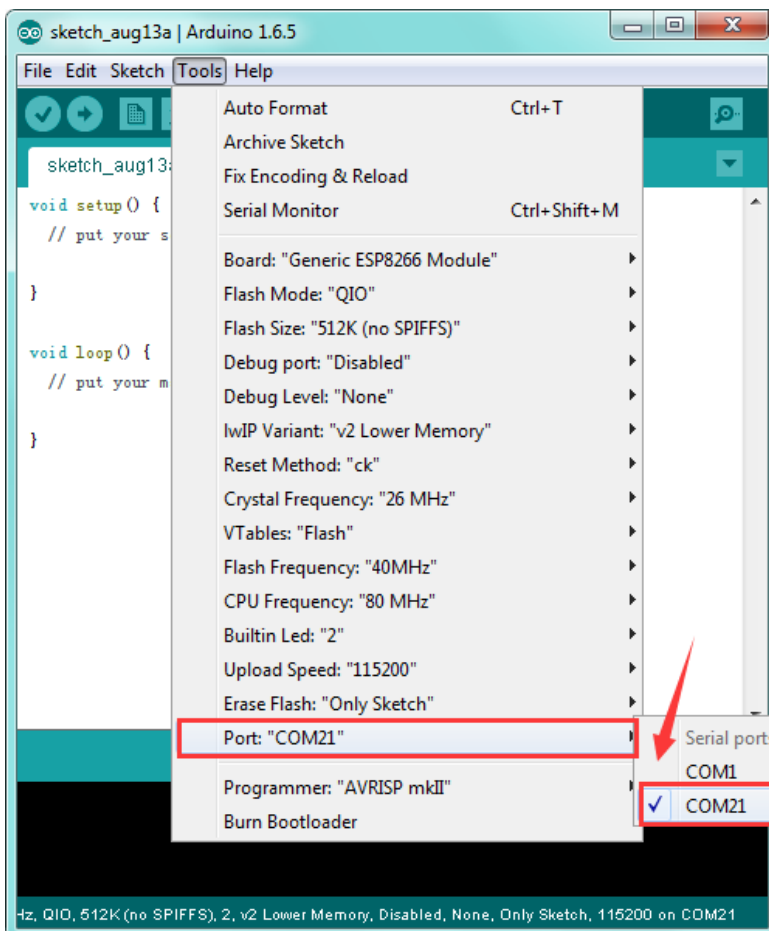 sketch_aug13a | Arduino 1.6.5
File Edit Sketch Tools Help
sketch_aug13a
void setup() {
// put your s
}
void loop() {
// put your m
}
Auto Format Ctrl+T
Archive Sketch
Fix Encoding & Reload
Serial Monitor Ctrl+Shift+M
Board: "Generic ESP8266 Module"
Flash Mode: "QIO"
Flash Size: "512K (no SPIFFS)"
Debug port: "Disabled"
Debug Level: "None"
lwIP Variant: "v2 Lower Memory"
Reset Method: "ck"
Crystal Frequency: "26 MHz"
VTables: "Flash"
Flash Frequency: "40MHz"
CPU Frequency: "80 MHz"
Builtin Led: "2"
Upload Speed: "115200"
Erase Flash: "Only Sketch"
Port: "COM21"
Serial port
COM1
COM21
Programmer: "AVRISP mkII"
Burn Bootloader
Hz, QIO, 512K (no SPIFFS), 2, v2 Lower Memory, Disabled, None, Only Sketch, 115200 on COM21